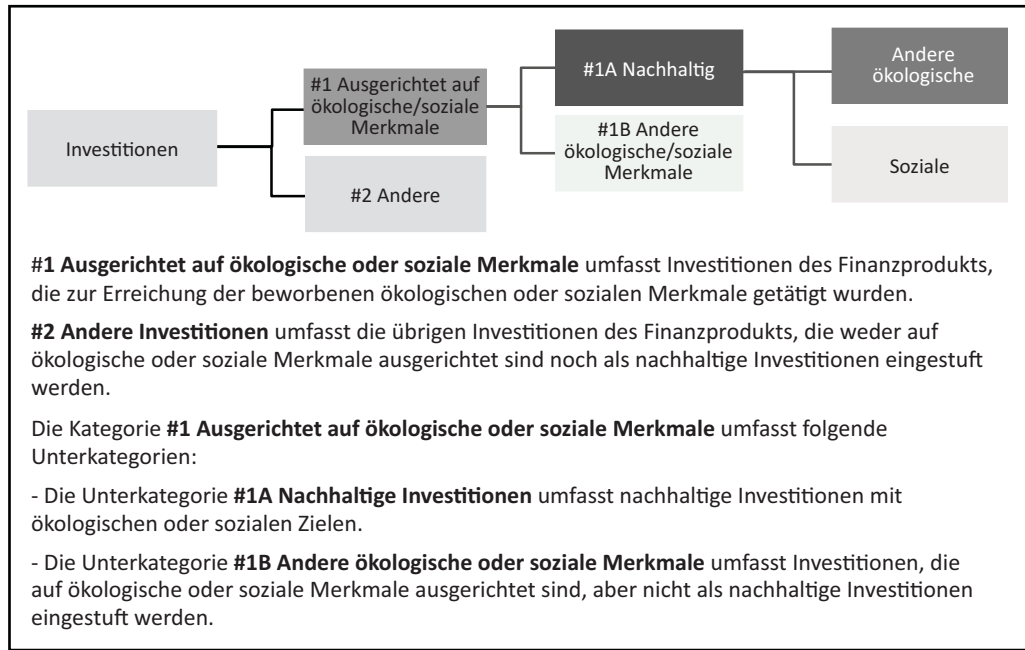 Investitionen
#1 Ausgerichtet auf
ökologische/soziale
Merkmale
#2 Andere
#1A Nachhaltig
#1B Andere
ökologische/soziale
Merkmale
Andere
ökologische
Soziale
#1 Ausgerichtet auf ökologische oder soziale Merkmale umfasst Investitionen des Finanzprodukts,
die zur Erreichung der beworbenen ökologischen oder sozialen Merkmale getätigt wurden.
#2 Andere Investitionen umfasst die übrigen Investitionen des Finanzprodukts, die weder auf
ökologische oder soziale Merkmale ausgerichtet sind noch als nachhaltige Investitionen eingestuft
werden.
Die Kategorie #1 Ausgerichtet auf ökologische oder soziale Merkmale umfasst folgende
Unterkategorien:
- Die Unterkategorie #1A Nachhaltige Investitionen umfasst nachhaltige Investitionen mit
ökologischen oder sozialen Zielen.
- Die Unterkategorie #1B Andere ökologische oder soziale Merkmale umfasst Investitionen, die
auf ökologische oder soziale Merkmale ausgerichtet sind, aber nicht als nachhaltige Investitionen
eingestuft werden.